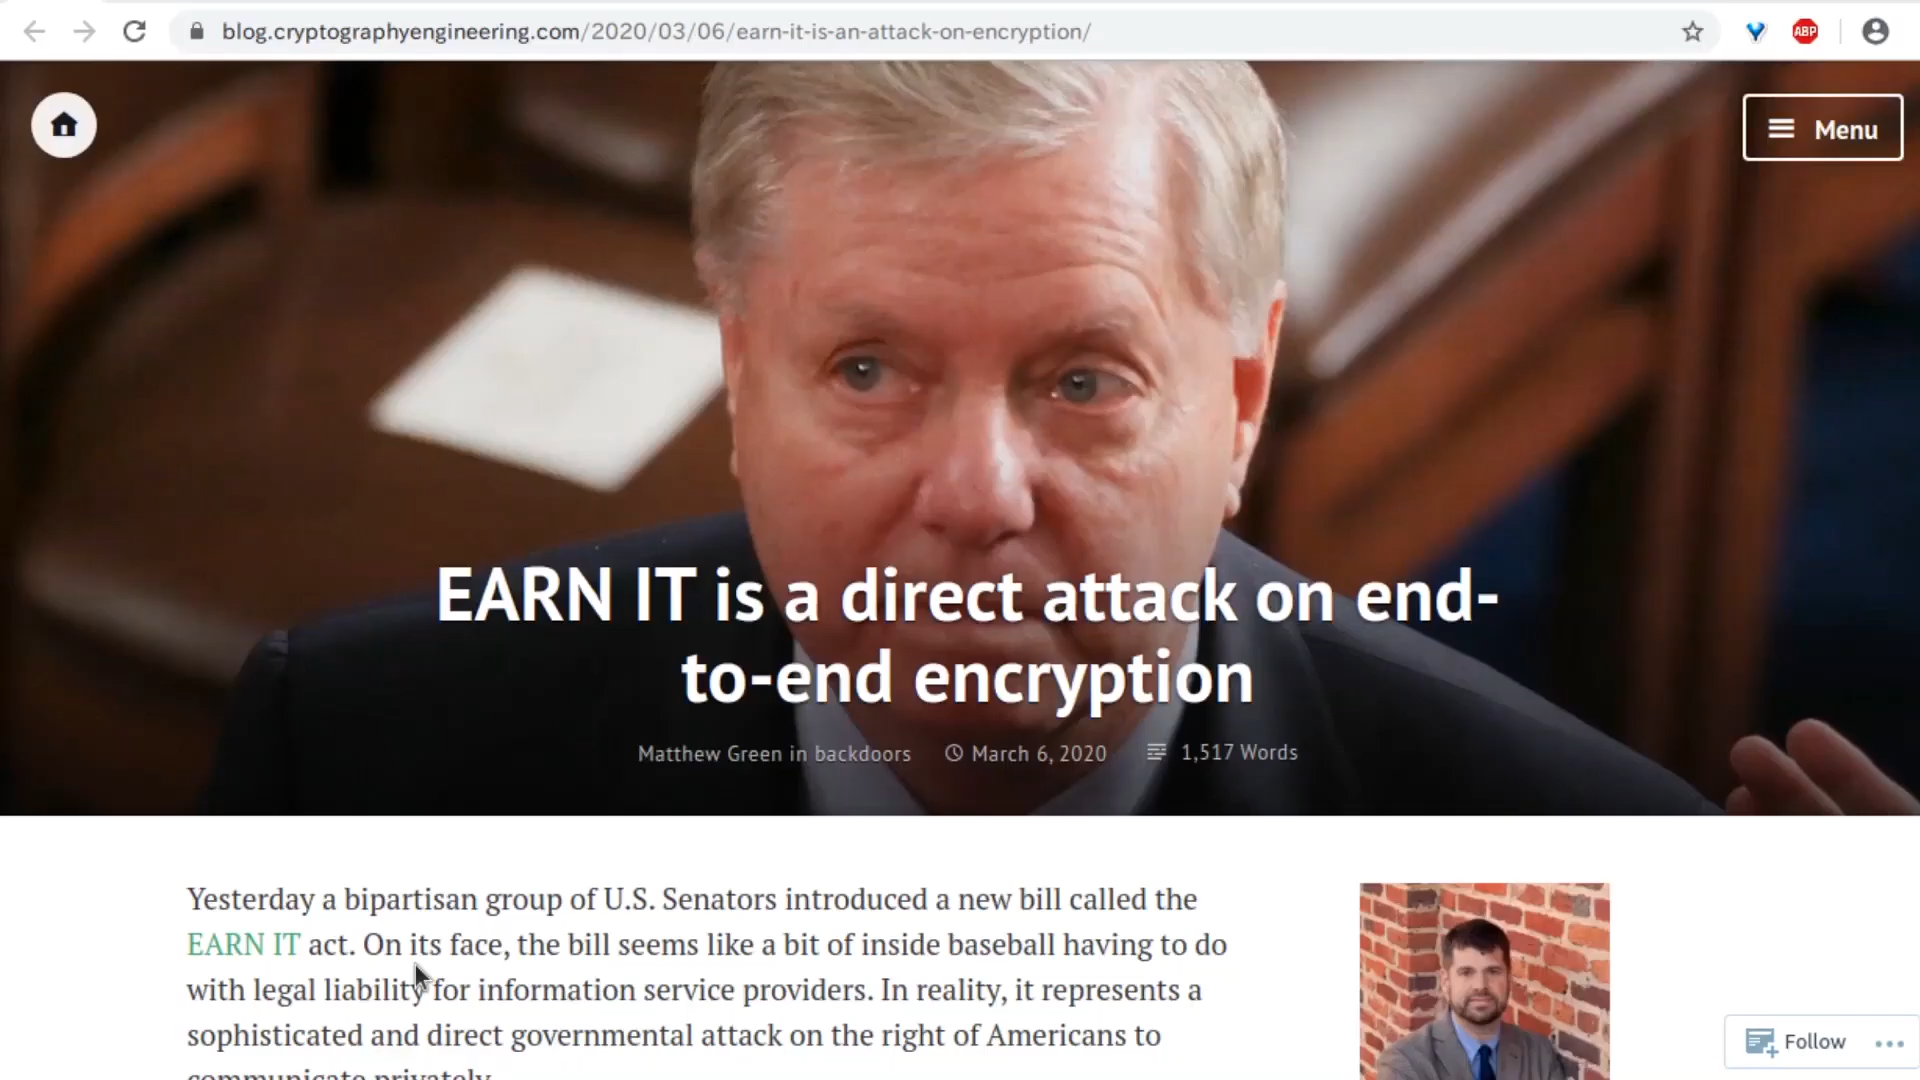 blog.cryptographyengineering.com/2020/03/06/earn-it-is-an-attack-on-encryption/
ABP
Menu
EARN IT is a direct attack on end-
to-end encryption
Matthew Green in backdoors March 6, 2020 1,517 Words
Yesterday a bipartisan group of U.S. Senators introduced a new bill called the
EARN IT act. On its face, the bill seems like a bit of inside baseball having to do
with legal liability for information service providers. In reality, it represents a
sophisticated and direct governmental attack on the right of Americans to
communicate privately.
Follow